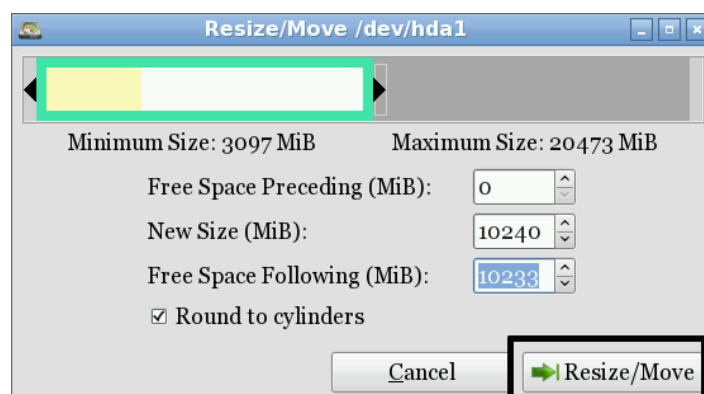 Resize/Move /dev/hda1
Minimum Size: 3097 MiB Maximum Size: 20473 MiB
Free Space Preceding (MiB): 0
New Size (MiB): 10240
Free Space Following (MiB): 10233
Round to cylinders
Cancel Resize/Move